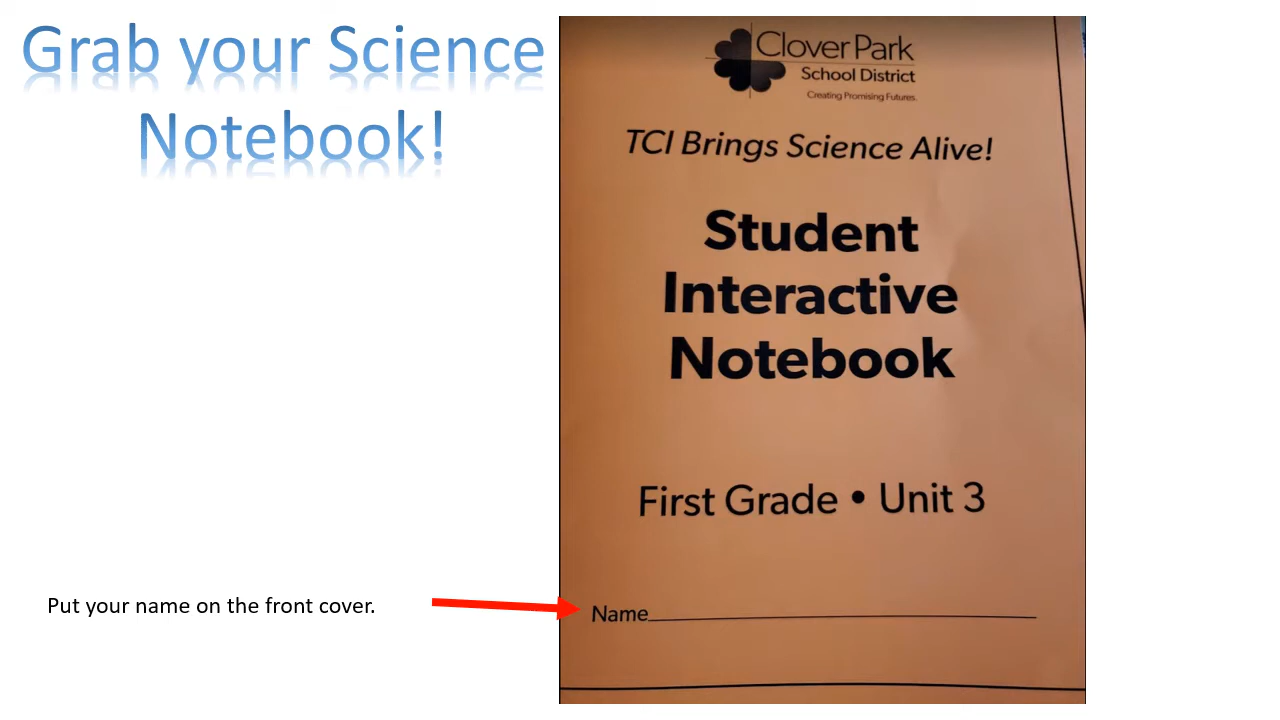 Grab your Science
Notebook!
Clover Park
School District
Creating Promising Futures.
TCI Brings Science Alive!
Student
Interactive
Notebook
First Grade • Unit 3
Put your name on the front cover.
Name